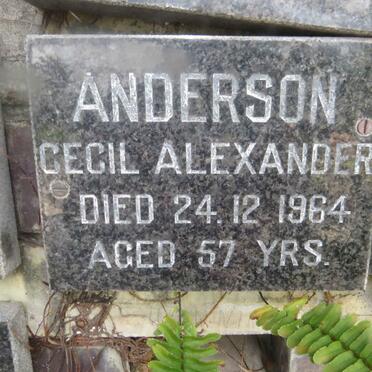 ANDERSON
CECIL ALEXANDER
DIED 24.12 1964
AGED 57 YRS.